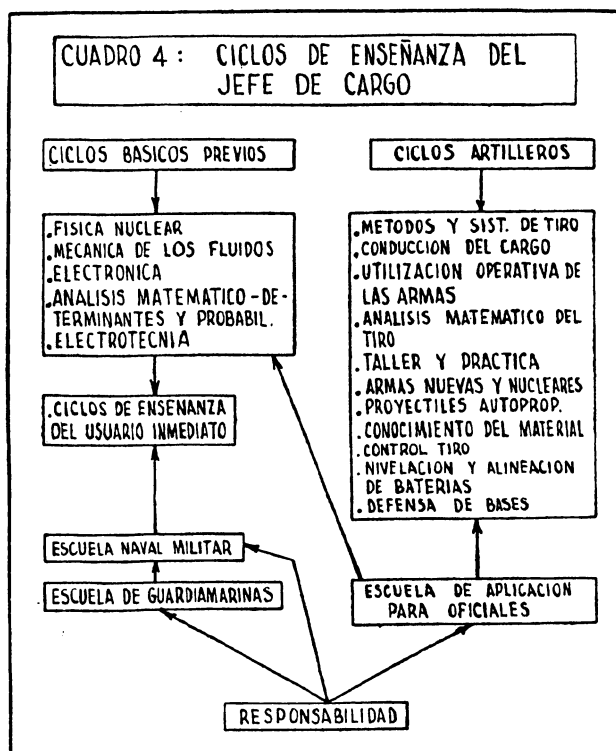 CUADRO 4: CICLOS DE ENSEÑANZA DEL
JEFE DE CARGO
CICLOS BASICOS PREVIOS
.FISICA NUCLEAR
.MECANICA DE LOS FLUIDOS
.ELECTRONICA
.ANALISIS MATEMATICO-DE-
TERMINANTES Y PROBABIL.
.ELECTROTECNIA
.CICLOS DE ENSEÑANZA
DEL USUARIO INMEDIATO
ESCUELA NAVAL MILITAR
ESCUELA DE GUARDIAMARINAS
CICLOS ARTILLEROS
.METODOS Y SIST. DE TIRO
.CONDUCCION DEL CARGO
.UTILIZACION OPERATIVA DE
LAS ARMAS
.ANALISIS MATEMATICO DEL
TIRO
.TALLER Y PRACTICA
.ARMAS NUEVAS Y NUCLEARES
.PROYECTILES AUTOPROP.
.CONOCIMIENTO DEL MATERIAL
.CONTROL TIRO
.NIVELACION Y ALINEACION
DE BATERIAS
.DEFENSA DE BASES
ESCUELA DE APLICACION
PARA OFICIALES
RESPONSABILIDAD